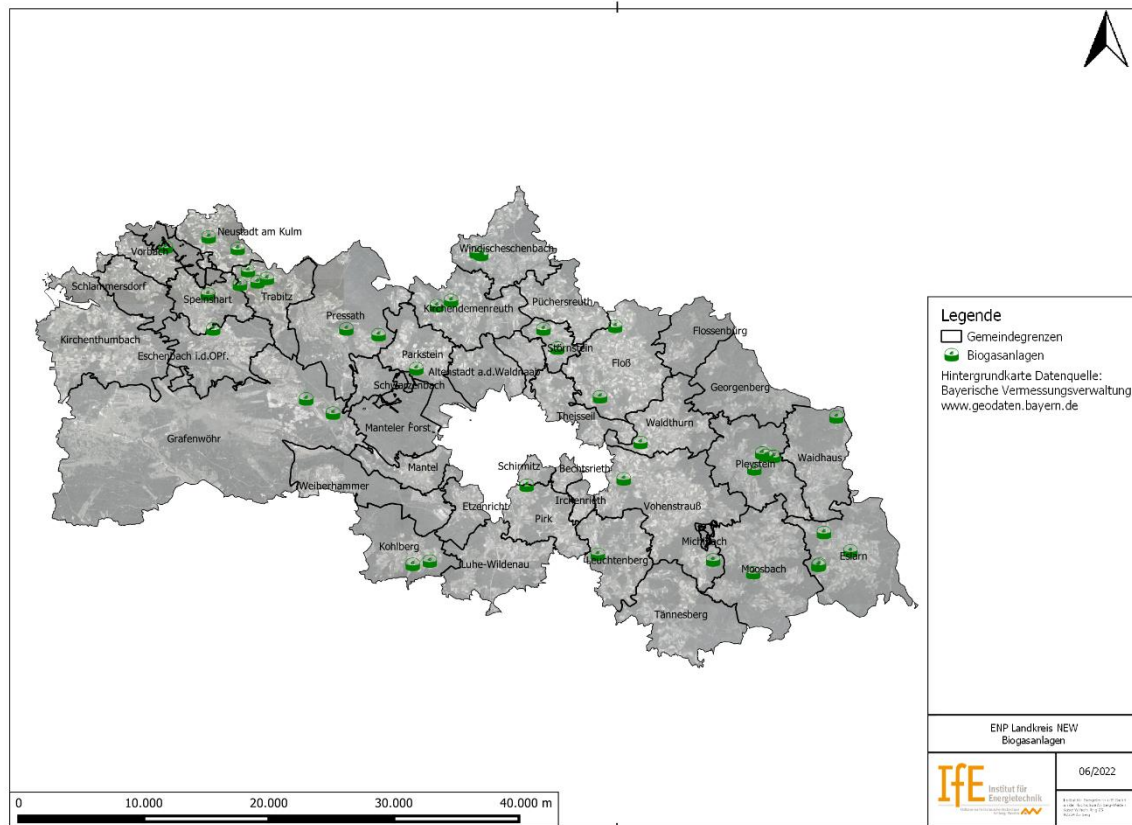 Neustadt am Kulm
Vorbach
Windischeschenbach
Schlammersdorf
Speinshart
Trabitz
Püchersreuth
Kirchendemenreuth
Pressath
Kirchenthumbach
Eschenbach i.d.OPf.
Parkstein
Störnstein
Floß
Flossenbürg
Altenstadt a.d.Waldnaab
Schwarzenbach
Georgenberg
Theisseil
Waldthurn
Manteler Forst
Grafenwöhr
Mantel
Schirmitz
Bechtsrieth
Pleystein
Waidhaus
Weiherhammer
Etzenricht
Irchenrieth
Vohenstrauß
Pirk
Kohlberg
Luhe-Wildenau
Leuchtenberg
Moosbach
Eslarn
Tännesberg
Legende
Gemeindegrenzen
Biogasanlagen
Hintergrundkarte Datenquelle:
Bayerische Vermessungsverwaltung
www.geodaten.bayern.de
ENP Landkreis NEW
Biogasanlagen
IfE Institut für
Energietechnik
06/2022
0 10.000 20.000 30.000 40.000 m